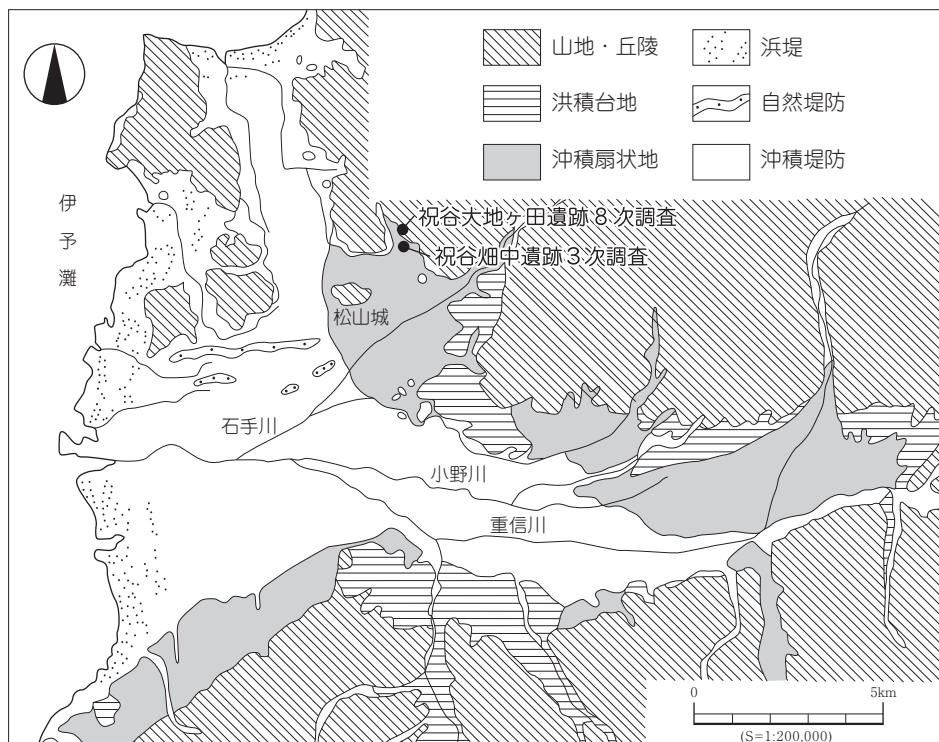 山地・丘陵
浜堤
洪積台地
自然堤防
沖積扇状地
沖積堤防
伊予灘
祝谷大地ヶ田遺跡8次調査
祝谷畑中遺跡3次調査
松山城
石手川
小野川
重信川
0 5km
(S=1:200,000)